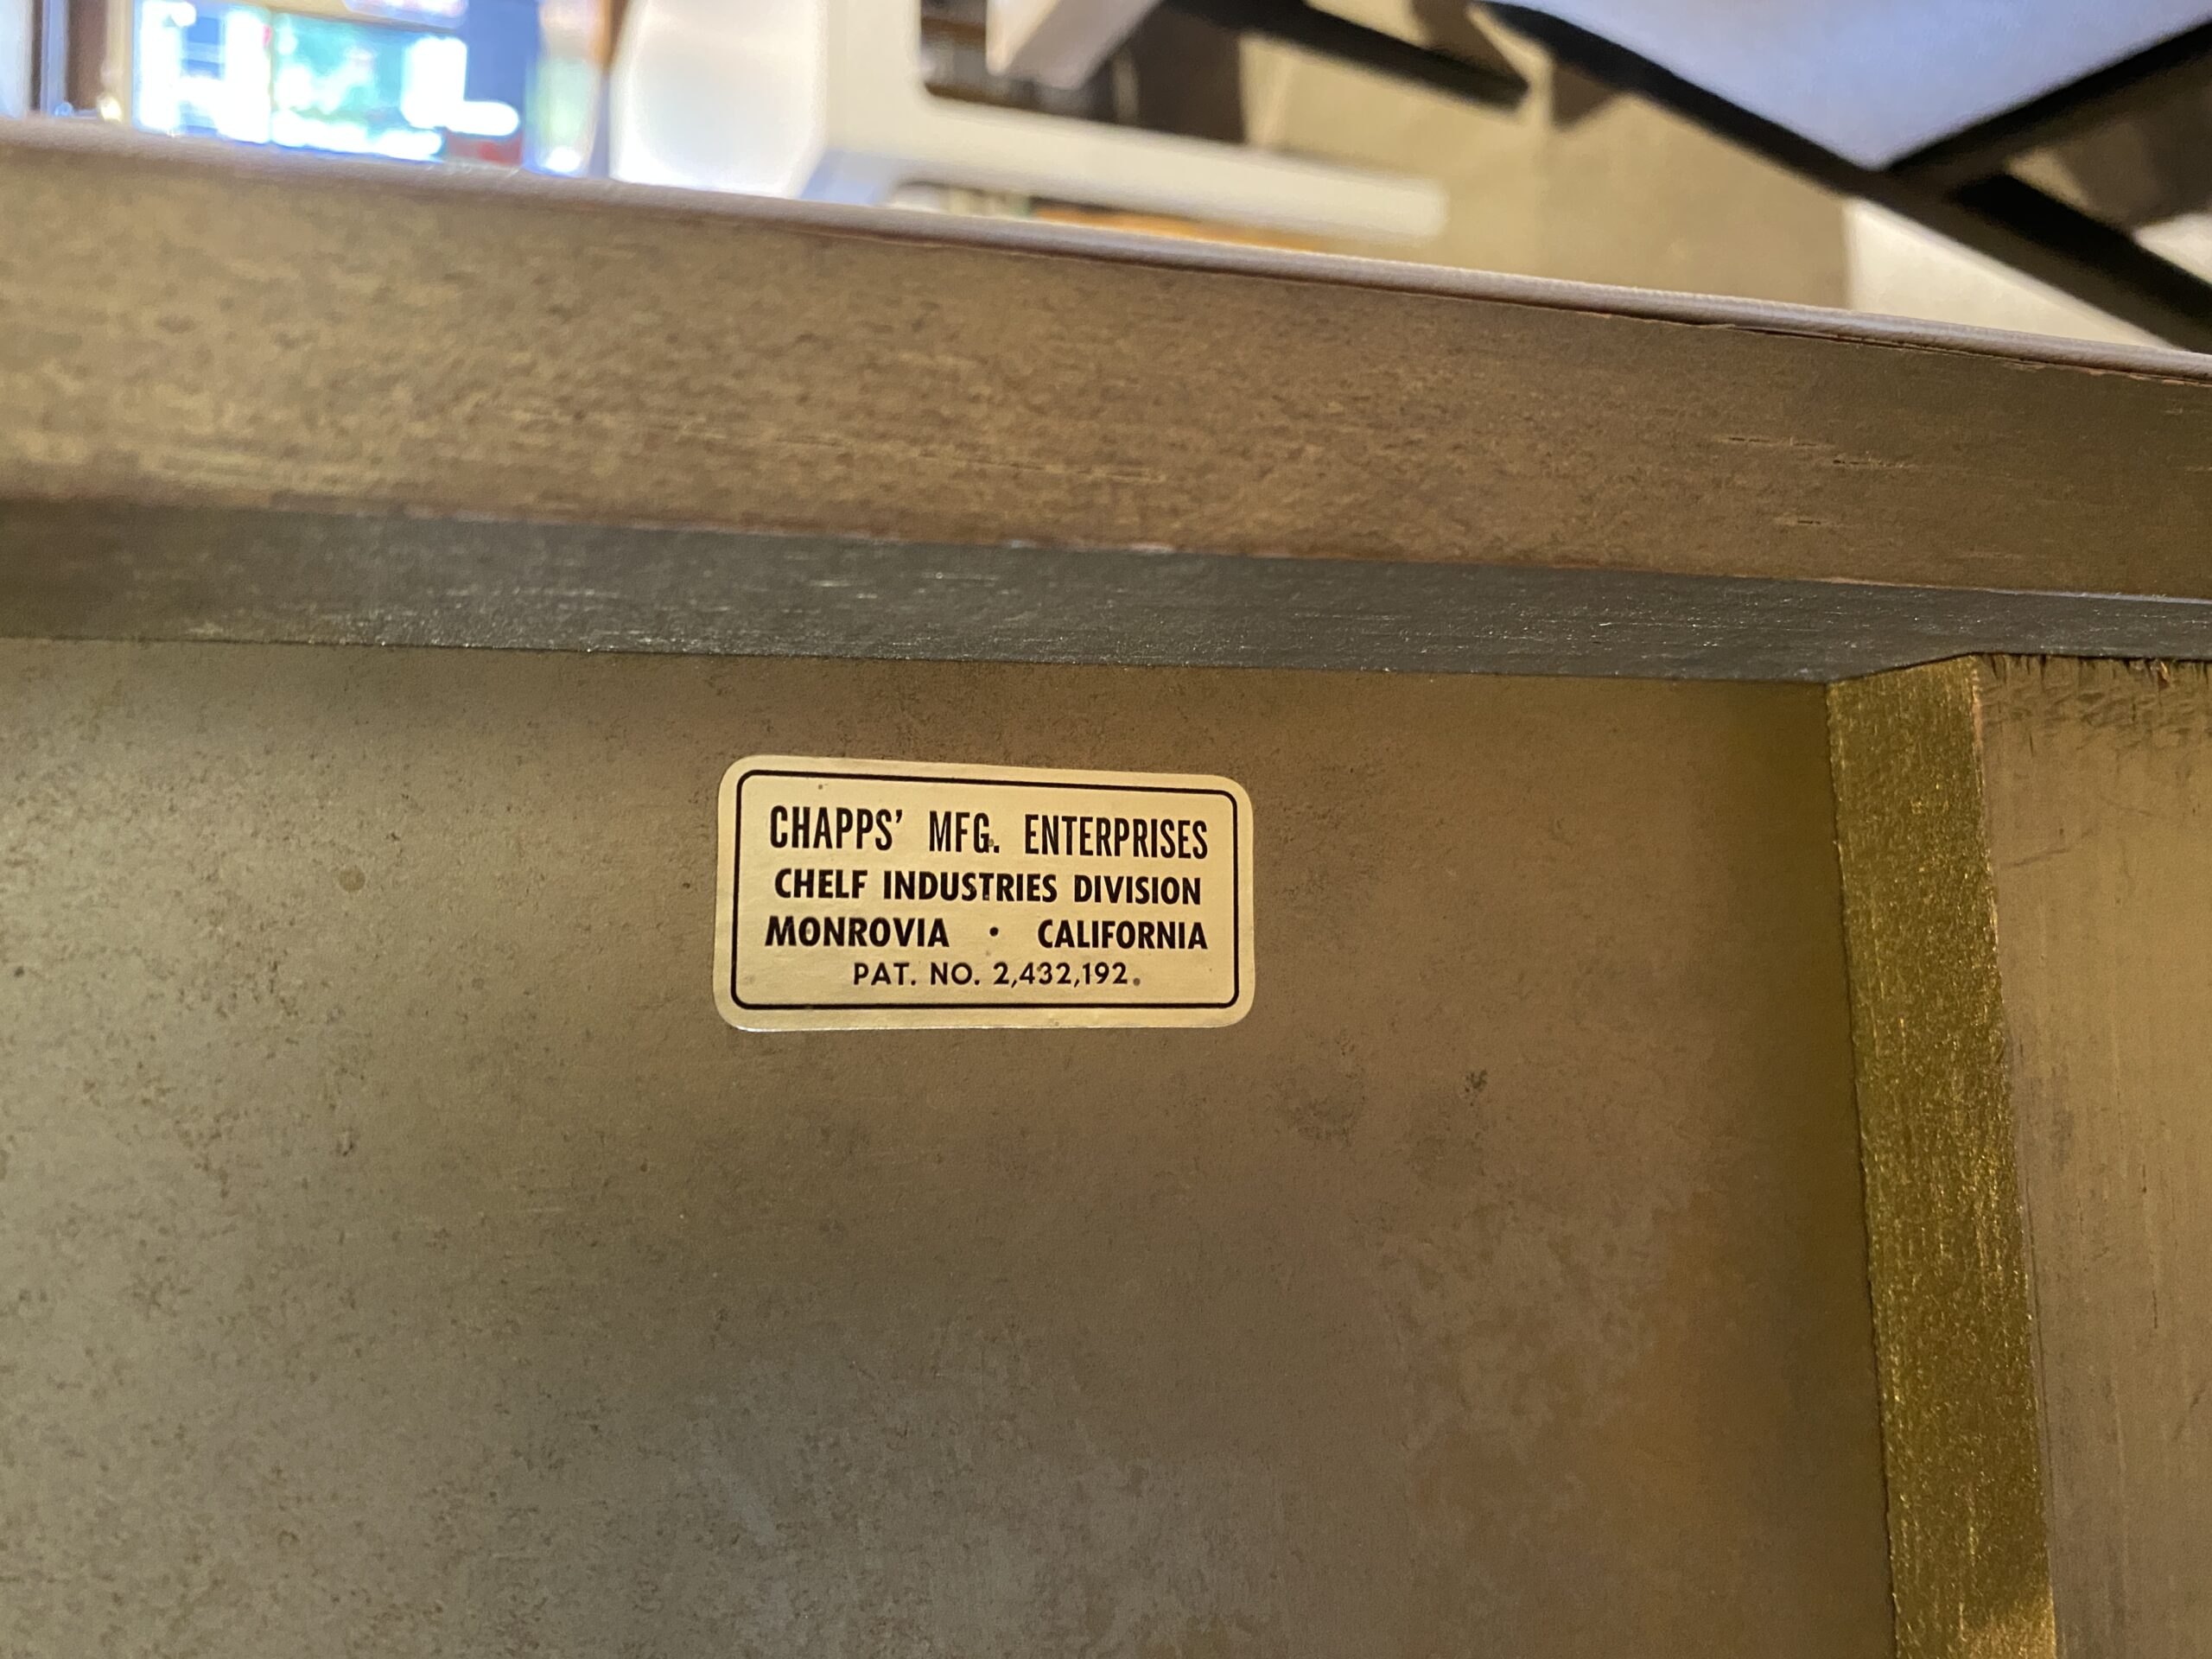 CHAPPS' MFG. ENTERPRISES
CHELF INDUSTRIES DIVISION
MONROVIA • CALIFORNIA
PAT. NO. 2,432,192.